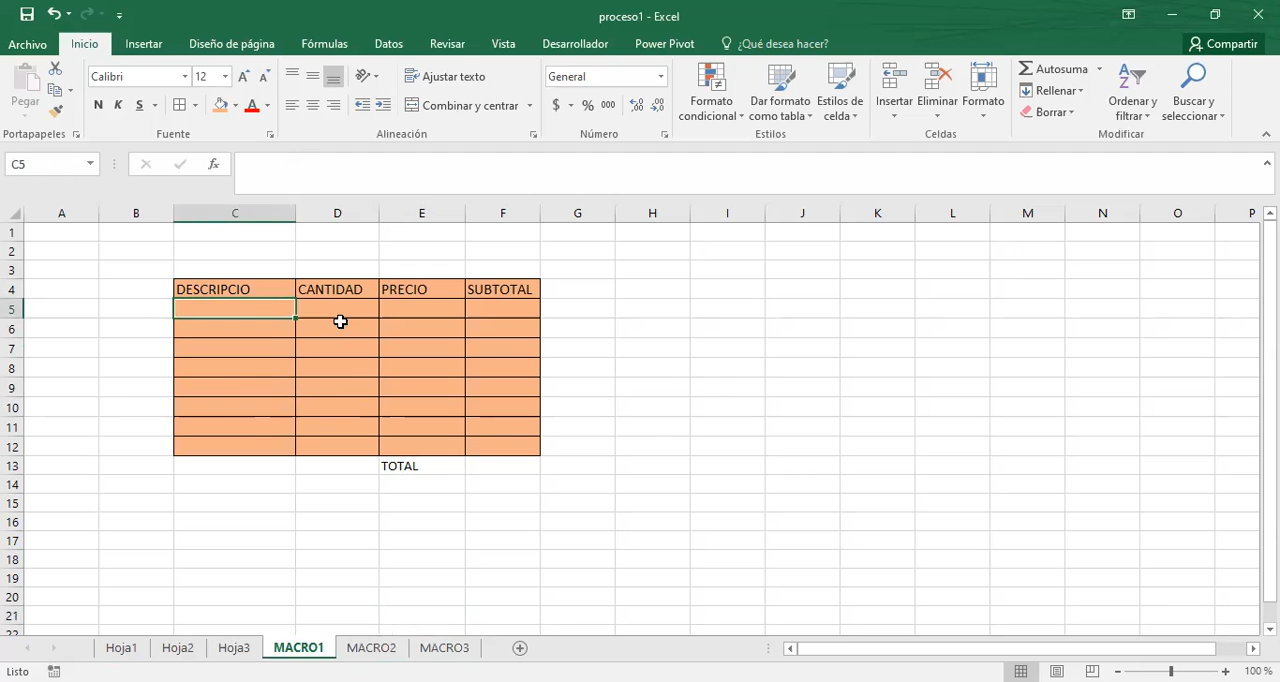 proceso1 - Excel
Archivo Inicio Insertar Diseño de página Fórmulas Datos Revisar Vista Desarrollador Power Pivot ¿Qué desea hacer? Compartir
Pegar
Calibri 12
N K S
A A
Ajustar texto
Combinar y centrar
General
$ % 000
Formato condicional
Dar formato como tabla
Estilos de celda
Insertar Eliminar Formato
Autosuma
Rellenar
Borrar
Ordenar y filtrar
Buscar y seleccionar
Portapapeles Fuente Alineación Número Estilos Celdas Modificar
C5 fx
A B C D E F G H I J K L M N O P
1
2
3
4 DESCRIPCIO CANTIDAD PRECIO SUBTOTAL
5
6
7
8
9
10
11
12
13 TOTAL
14
15
16
17
18
19
20
21
22
Hoja1 Hoja2 Hoja3 MACRO1 MACRO2 MACRO3
Listo 100 %